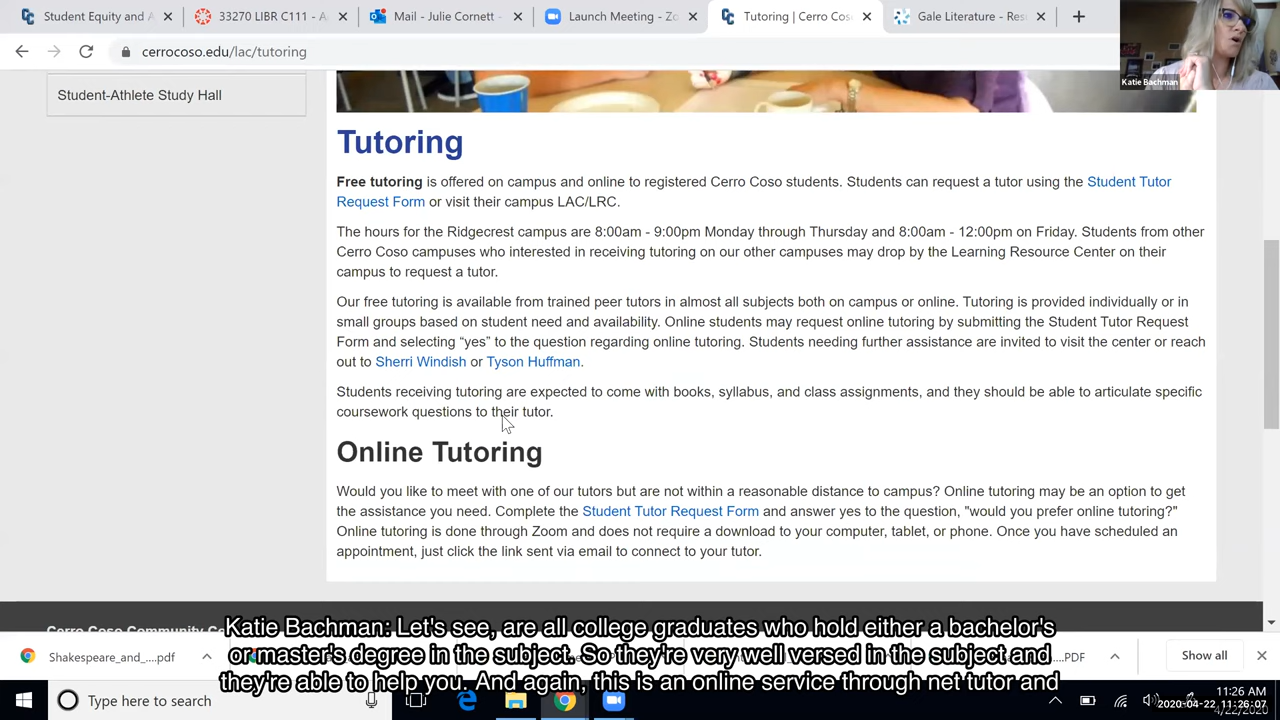 Student Equity and A
33270 LIBR C111 - A
Mail - Julie Cornett -
Launch Meeting - Zo
Tutoring | Cerro Cos
Gale Literature - Res
cerrocoso.edu/lac/tutoring
Katie Bachman
Student-Athlete Study Hall
Tutoring
Free tutoring is offered on campus and online to registered Cerro Coso students. Students can request a tutor using the Student Tutor
Request Form or visit their campus LAC/LRC.
The hours for the Ridgecrest campus are 8:00am - 9:00pm Monday through Thursday and 8:00am - 12:00pm on Friday. Students from other
Cerro Coso campuses who interested in receiving tutoring on our other campuses may drop by the Learning Resource Center on their
campus to request a tutor.
Our free tutoring is available from trained peer tutors in almost all subjects both on campus or online. Tutoring is provided individually or in
small groups based on student need and availability. Online students may request online tutoring by submitting the Student Tutor Request
Form and selecting “yes” to the question regarding online tutoring. Students needing further assistance are invited to visit the center or reach
out to Sherri Windish or Tyson Huffman.
Students receiving tutoring are expected to come with books, syllabus, and class assignments, and they should be able to articulate specific
coursework questions to their tutor.
Online Tutoring
Would you like to meet with one of our tutors but are not within a reasonable distance to campus? Online tutoring may be an option to get
the assistance you need. Complete the Student Tutor Request Form and answer yes to the question, "would you prefer online tutoring?"
Online tutoring is done through Zoom and does not require a download to your computer, tablet, or phone. Once you have scheduled an
appointment, just click the link sent via email to connect to your tutor.
Katie Bachman: Let's see, are all college graduates who hold either a bachelor's
or master's degree in the subject. So they're very well versed in the subject and
they're able to help you. And again, this is an online service through net tutor and
Shakespeare_and_....pdf
Show all
Type here to search
11:26 AM
2020-04-22 11:26:07